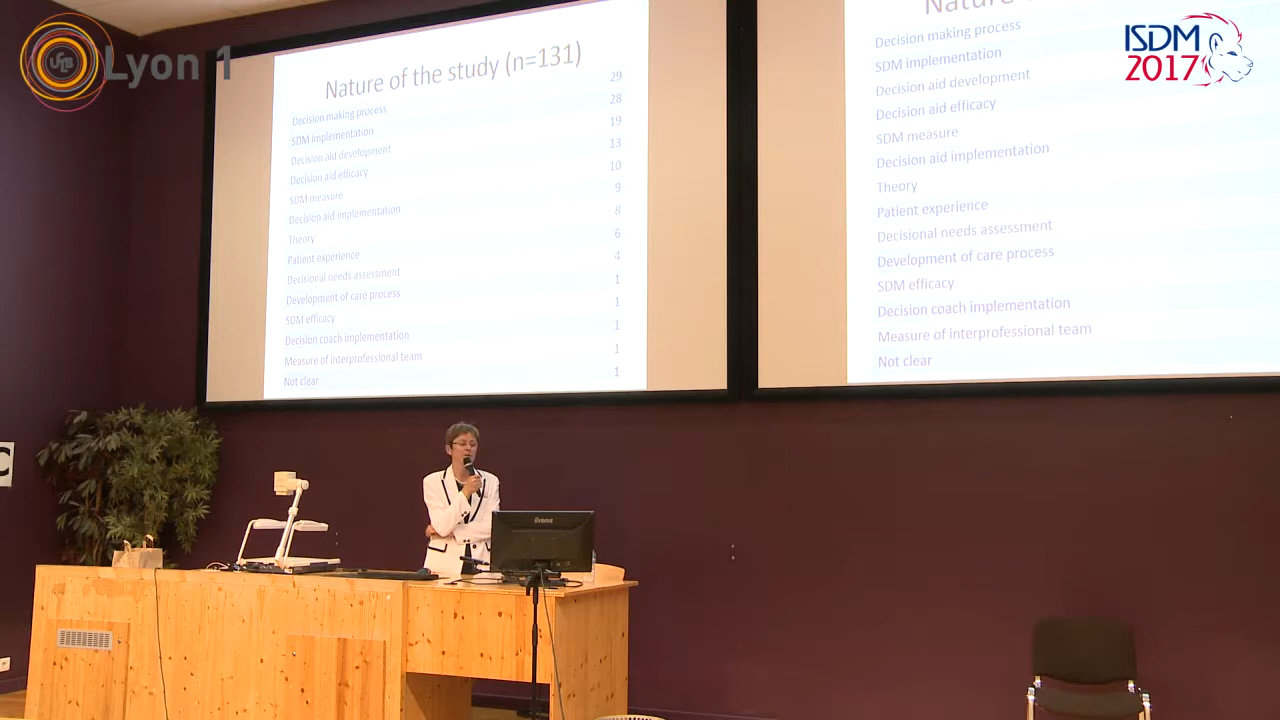 Lyon 1
ISDM
2017
Nature of the study (n=131)
Decision making process 29
SDM implementation 28
Decision aid development 19
Decision aid efficacy 13
SDM measure 10
Decision aid implementation 9
Theory 8
Patient experience 6
Decisional needs assessment 4
Development of care process 1
SDM efficacy 1
Decision coach implementation 1
Measure of interprofessional team 1
Not clear 1
Nature
Decision making process
SDM implementation
Decision aid development
Decision aid efficacy
SDM measure
Decision aid implementation
Theory
Patient experience
Decisional needs assessment
Development of care process
SDM efficacy
Decision coach implementation
Measure of interprofessional team
Not clear
C
iiyama